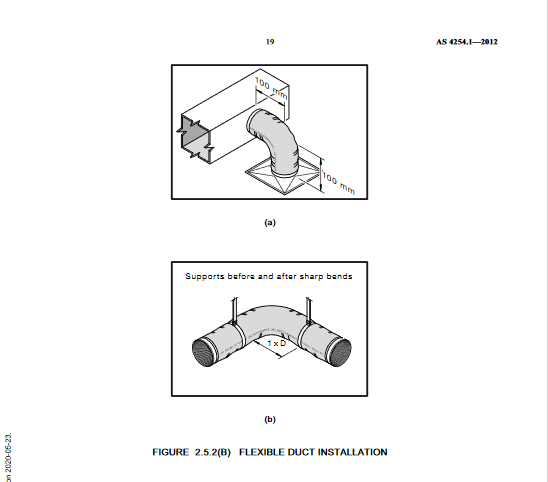 19
AS 4254.1—2012
100 mm
100 mm
(a)
Supports before and after sharp bends
1 x D
(b)
FIGURE 2.5.2(B) FLEXIBLE DUCT INSTALLATION
on 2020-05-23.